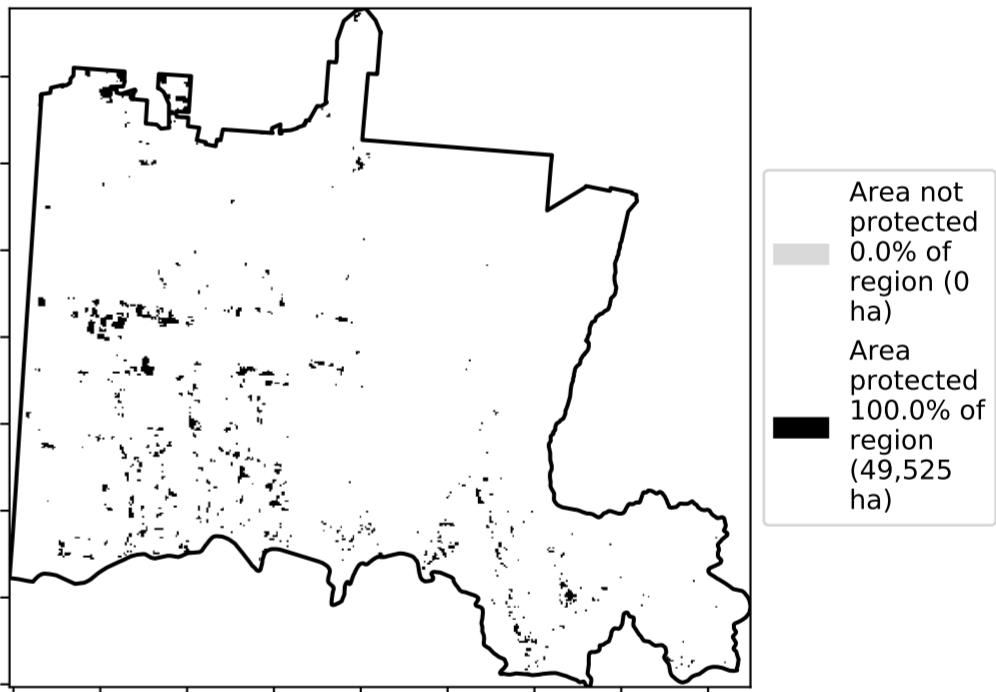 Area not
protected
0.0% of
region (0
ha)
Area
protected
100.0% of
region
(49,525
ha)